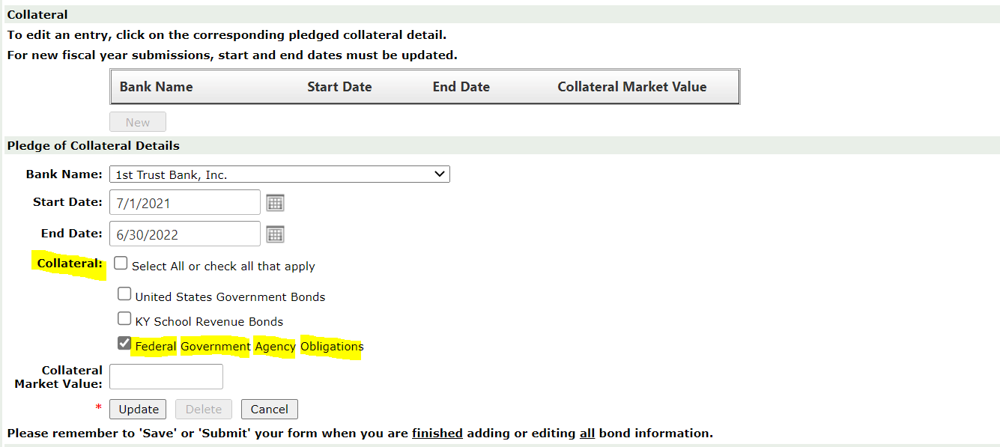 Collateral
To edit an entry, click on the corresponding pledged collateral detail.
For new fiscal year submissions, start and end dates must be updated.
Bank Name Start Date End Date Collateral Market Value
New
Pledge of Collateral Details
Bank Name: 1st Trust Bank, Inc.
Start Date: 7/1/2021
End Date: 6/30/2022
Collateral: Select All or check all that apply
United States Government Bonds
KY School Revenue Bonds
Federal Government Agency Obligations
Collateral
Market Value:
* Update Delete Cancel
Please remember to 'Save' or 'Submit' your form when you are finished adding or editing all bond information.